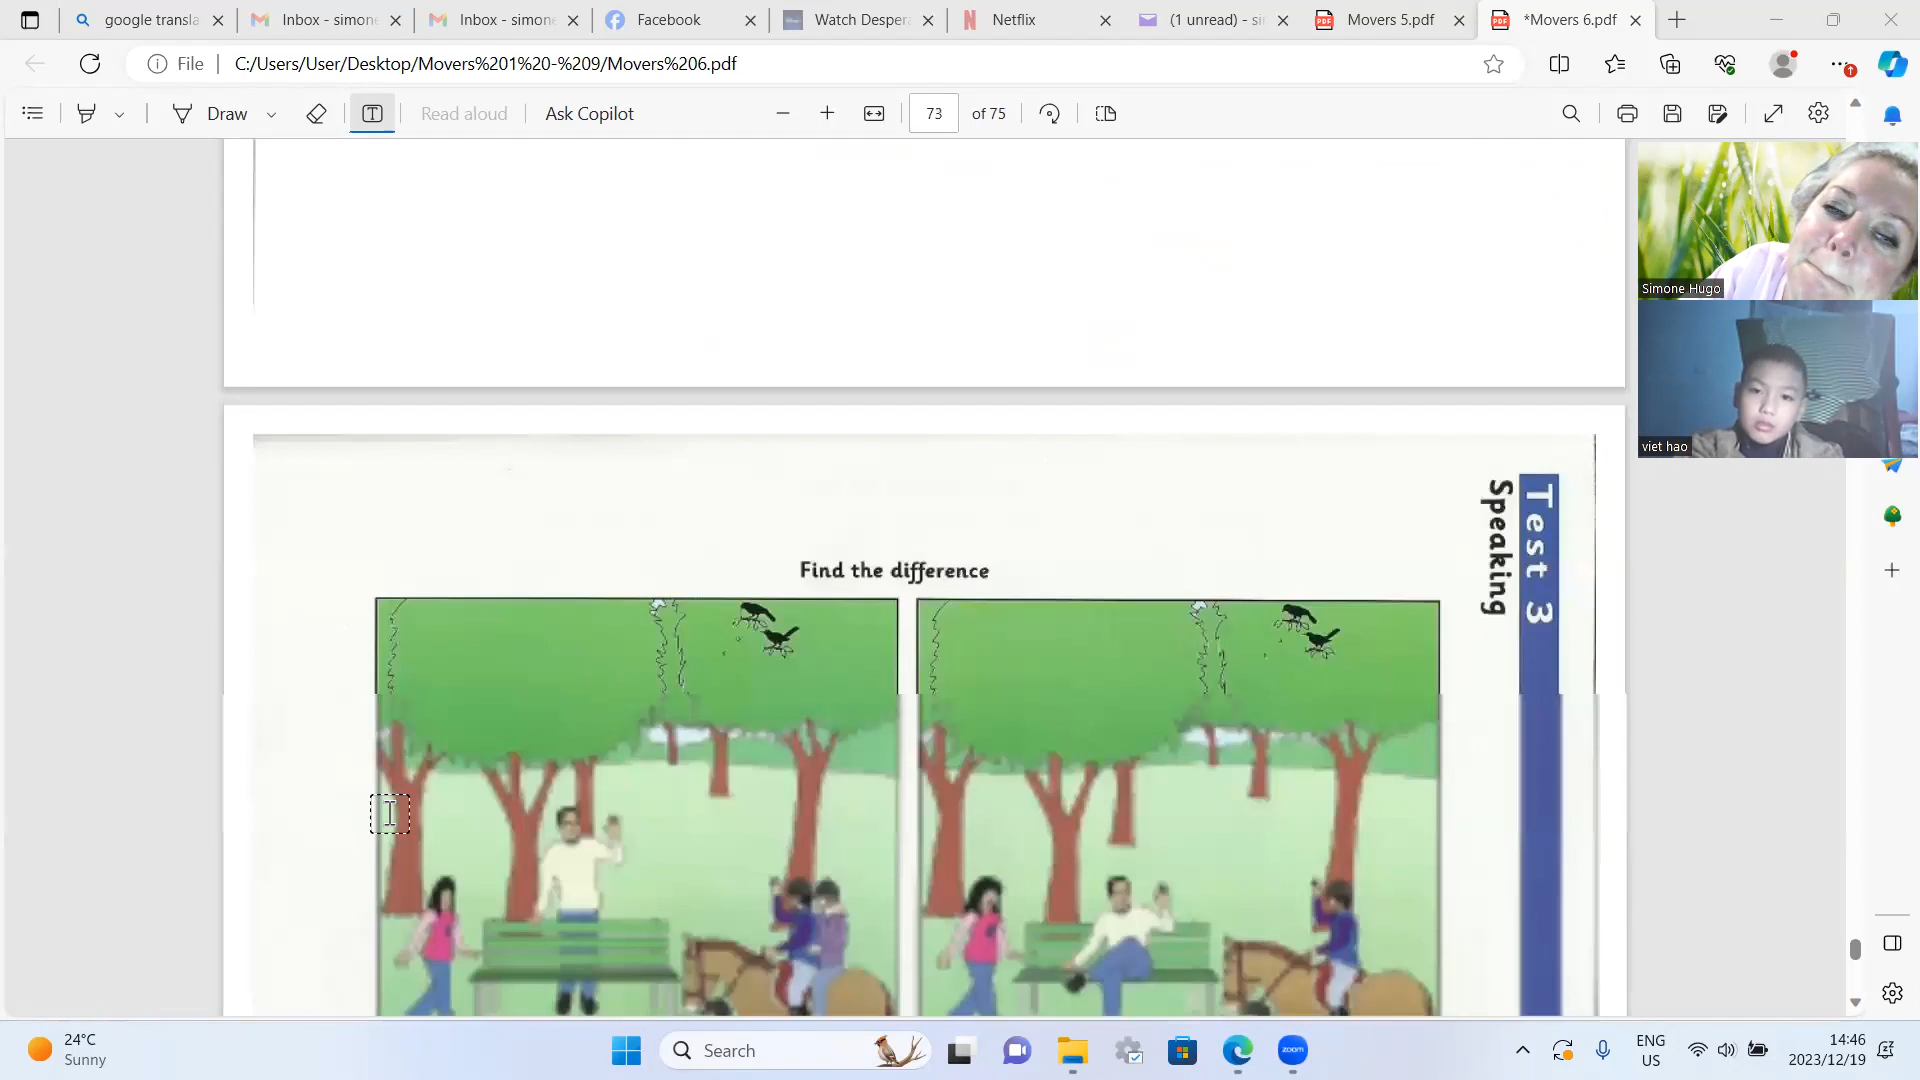 google transla
Inbox - simone
Inbox - simone
Facebook
Watch Despera
Netflix
(1 unread) - si
Movers 5.pdf
*Movers 6.pdf
File
C:/Users/User/Desktop/Movers%201%20-%209/Movers%206.pdf
Draw
Read aloud
Ask Copilot
73
of 75
Simone Hugo
viet hao
Test 3
Speaking
Find the difference
24°C
Sunny
Search
zoom
ENG
US
14:46
2023/12/19